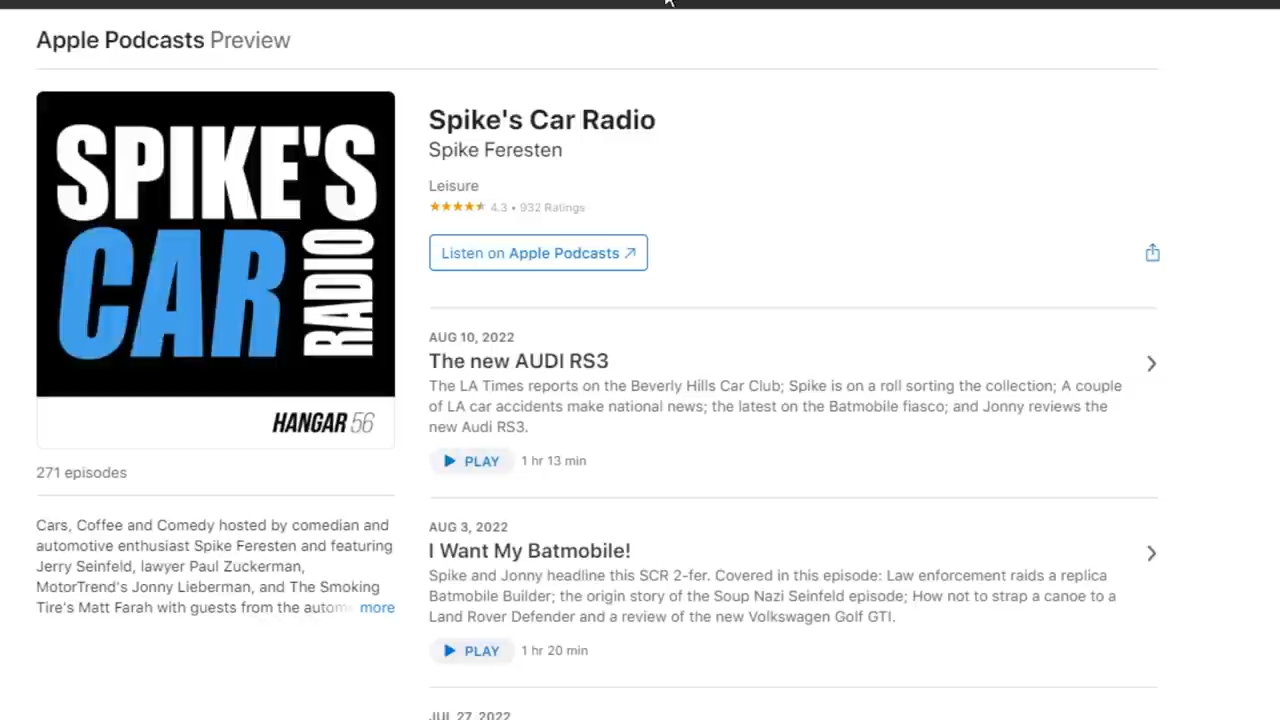 Apple Podcasts Preview
SPIKE'S
CAR
RADIO
HANGAR 56
271 episodes
Cars, Coffee and Comedy hosted by comedian and
automotive enthusiast Spike Feresten and featuring
Jerry Seinfeld, lawyer Paul Zuckerman,
MotorTrend's Jonny Lieberman, and The Smoking
Tire's Matt Farah with guests from the autom more
Spike's Car Radio
Spike Feresten
Leisure
★★★★★ 4.3 • 932 Ratings
Listen on Apple Podcasts ↗
AUG 10, 2022
The new AUDI RS3
The LA Times reports on the Beverly Hills Car Club; Spike is on a roll sorting the collection; A couple
of LA car accidents make national news; the latest on the Batmobile fiasco; and Jonny reviews the
new Audi RS3.
PLAY 1 hr 13 min
AUG 3, 2022
I Want My Batmobile!
Spike and Jonny headline this SCR 2-fer. Covered in this episode: Law enforcement raids a replica
Batmobile Builder; the origin story of the Soup Nazi Seinfeld episode; How not to strap a canoe to a
Land Rover Defender and a review of the new Volkswagen Golf GTI.
PLAY 1 hr 20 min
JUL 27, 2022